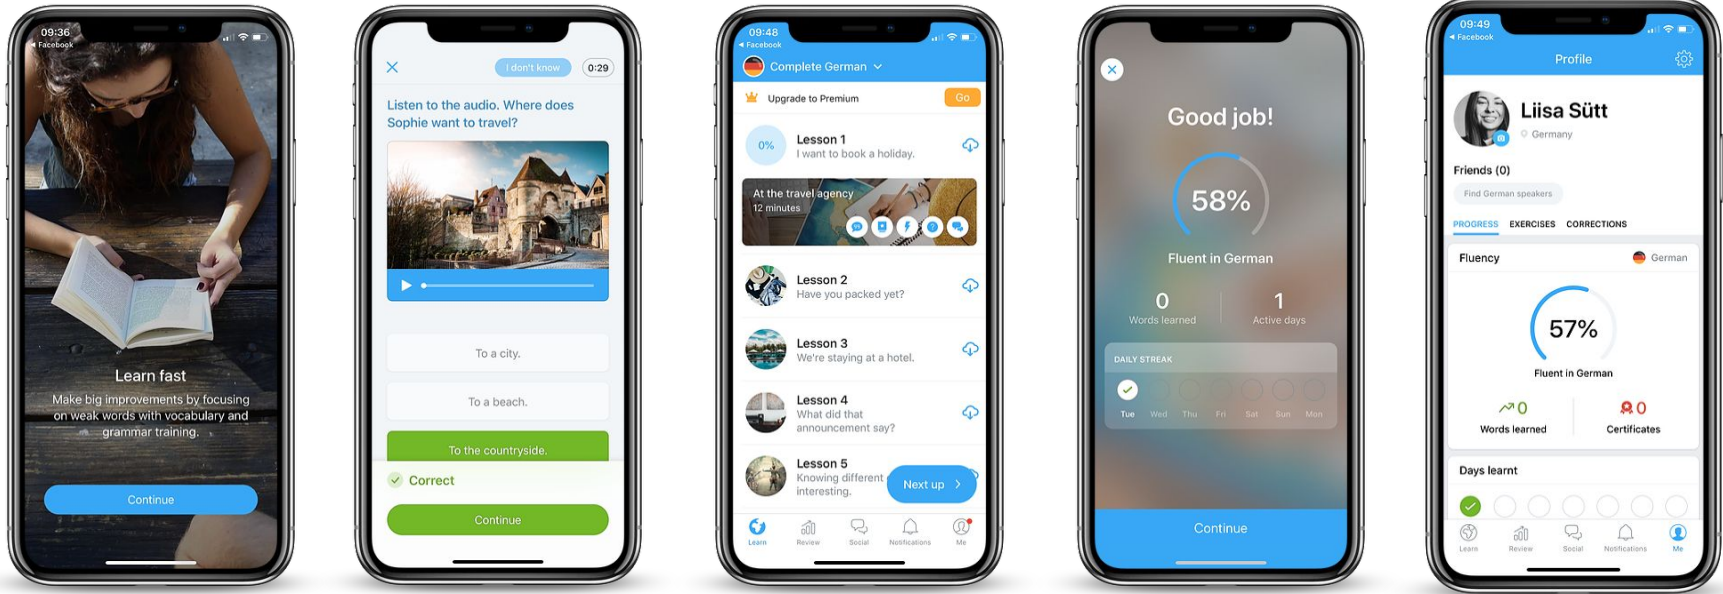 09:36
Facebook
Learn fast
Make big improvements by focusing
on weak words with vocabulary and
grammar training.
Continue
I don't know
0:29
Listen to the audio. Where does
Sophie want to travel?
To a city.
To a beach.
To the countryside.
Correct
Continue
09:48
Facebook
Complete German
Upgrade to Premium
Go
0%
Lesson 1
I want to book a holiday.
At the travel agency
12 minutes
Lesson 2
Have you packed yet?
Lesson 3
We're staying at a hotel.
Lesson 4
What did that
announcement say?
Lesson 5
Knowing different
interesting.
Next up
Learn
Review
Social
Notifications
Me
Good job!
58%
Fluent in German
0
Words learned
1
Active days
DAILY STREAK
Tue Wed Thu Fri Sat Sun Mon
Continue
09:49
Facebook
Profile
Liisa Sütt
Germany
Friends (0)
Find German speakers
PROGRESS EXERCISES CORRECTIONS
Fluency
German
57%
Fluent in German
0
Words learned
0
Certificates
Days learnt
Learn
Review
Social
Notifications
Me